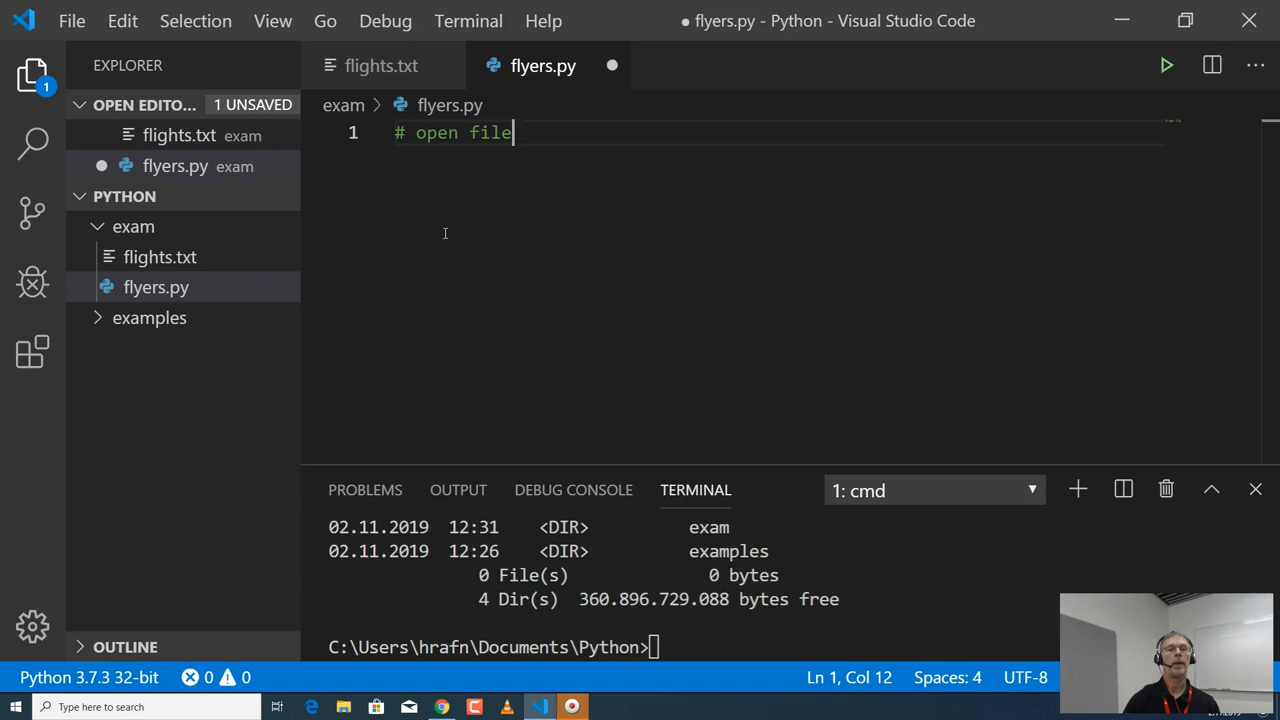 File Edit Selection View Go Debug Terminal Help ● flyers.py - Python - Visual Studio Code
EXPLORER
flights.txt
flyers.py
1
OPEN EDITO... 1 UNSAVED
flights.txt exam
flyers.py exam
PYTHON
exam
flights.txt
flyers.py
examples
OUTLINE
exam > flyers.py
1 # open file
PROBLEMS OUTPUT DEBUG CONSOLE TERMINAL 1: cmd
02.11.2019 12:31 <DIR> exam
02.11.2019 12:26 <DIR> examples
0 File(s) 0 bytes
4 Dir(s) 360.896.729.088 bytes free
C:\Users\hrafn\Documents\Python>
Python 3.7.3 32-bit 0 0 Ln 1, Col 12 Spaces: 4 UTF-8
Type here to search